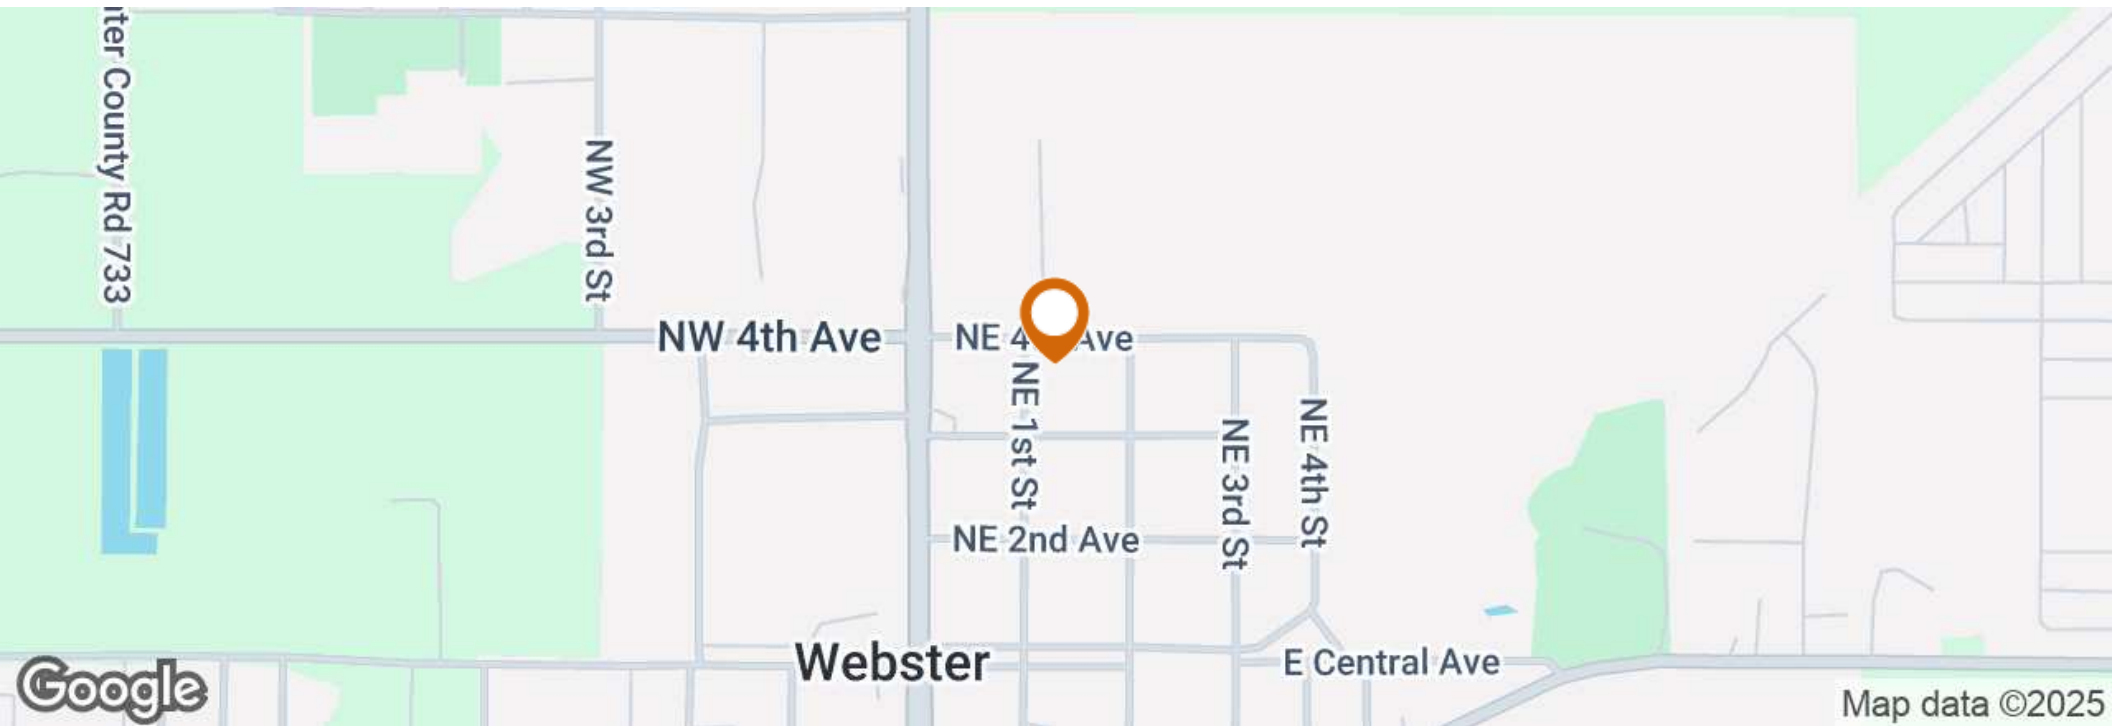 ter County Rd 733
NW 3rd St
NW 4th Ave
NE 4
Ave
NE 1st St
NE 3rd St
NE 4th St
NE 2nd Ave
Webster
E Central Ave
Google
Map data ©2025